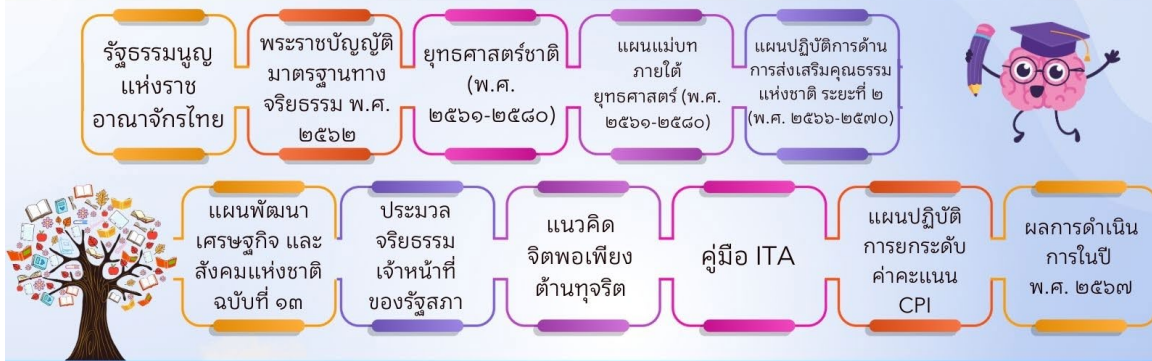 รัฐธรรมนูญ
แห่งราช
อาณาจักรไทย
พระราชบัญญัติ
มาตรฐานทาง
จริยธรรม พ.ศ.
๒๕๖๒
ยุทธศาสตร์ชาติ
(พ.ศ.
๒๕๖๑-๒๕๘๐)
แผนแม่บท
ภายใต้
ยุทธศาสตร์ (พ.ศ.
๒๕๖๑-๒๕๘๐)
แผนปฏิบัติการด้าน
การส่งเสริมคุณธรรม
แห่งชาติ ระยะที่ ๒
(พ.ศ. ๒๕๖๖-๒๕๗๐)
แผนพัฒนา
เศรษฐกิจ และ
สังคมแห่งชาติ
ฉบับที่ ๑๓
ประมวล
จริยธรรม
เจ้าหน้าที่
ของรัฐสภา
แนวคิด
จิตพอเพียง
ต้านทุจริต
คู่มือ ITA
แผนปฏิบัติ
การยกระดับ
ค่าคะแนน
CPI
ผลการดำเนิน
การในปี
พ.ศ. ๒๕๖๗